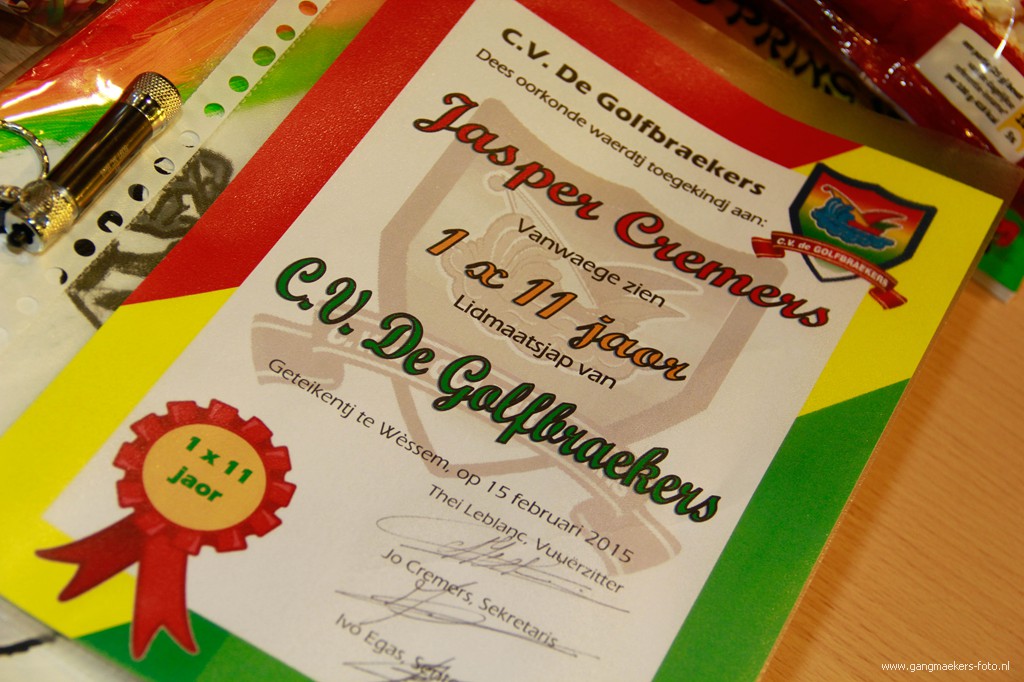 C.V. De Golfbraekers
Dees oorkonde waerdtj toegekindj aan:
Jasper Cremers
Vanwaege zien
1 x 11 jaor
Lidmaatsjap van
C.V. De Golfbraekers
Geteikentj te Wèssem, op 15 februari 2015
Thei Leblanc, Vuuërzitter
Jo Cremers, Sekretaris
Ivo Egas,
1 x 11
jaor
C.V. de GOLFBRAEKERS
PRINC
www.gangmaekers-foto.nl